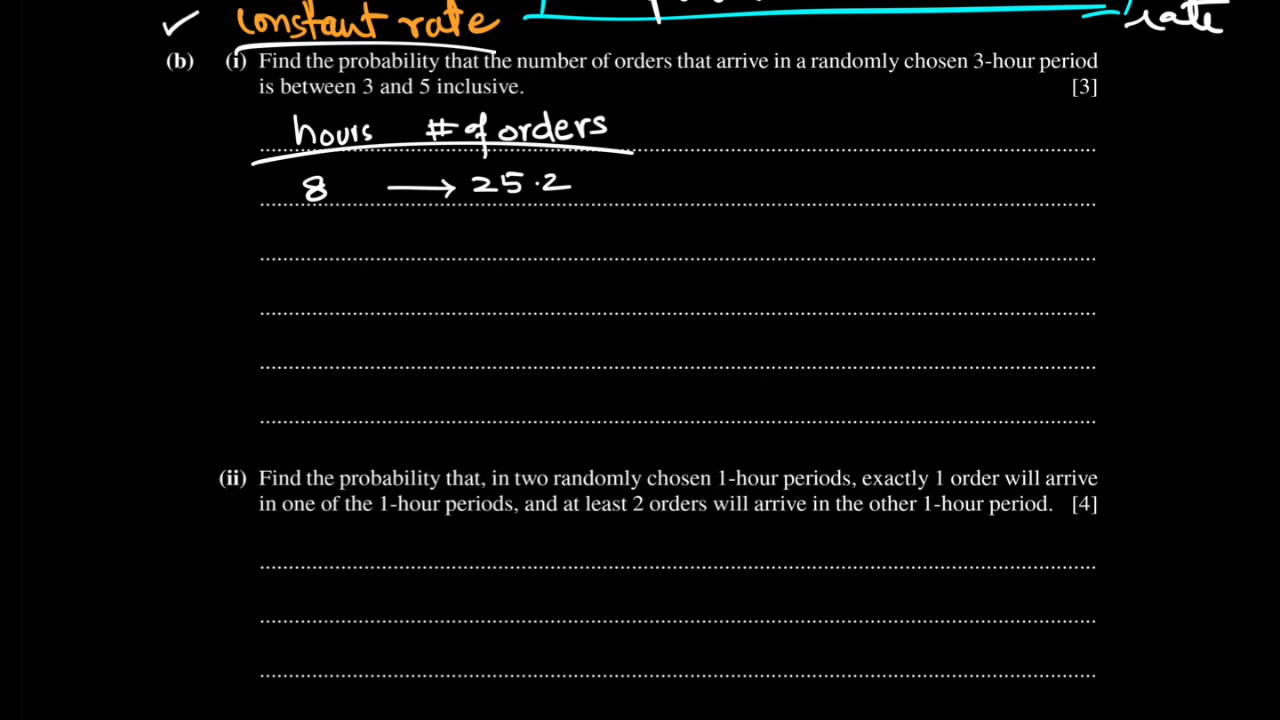 ✓ constant rate
rate
(b) (i) Find the probability that the number of orders that arrive in a randomly chosen 3-hour period
is between 3 and 5 inclusive. [3]
hours # of orders
8 → 25.2
(ii) Find the probability that, in two randomly chosen 1-hour periods, exactly 1 order will arrive
in one of the 1-hour periods, and at least 2 orders will arrive in the other 1-hour period. [4]